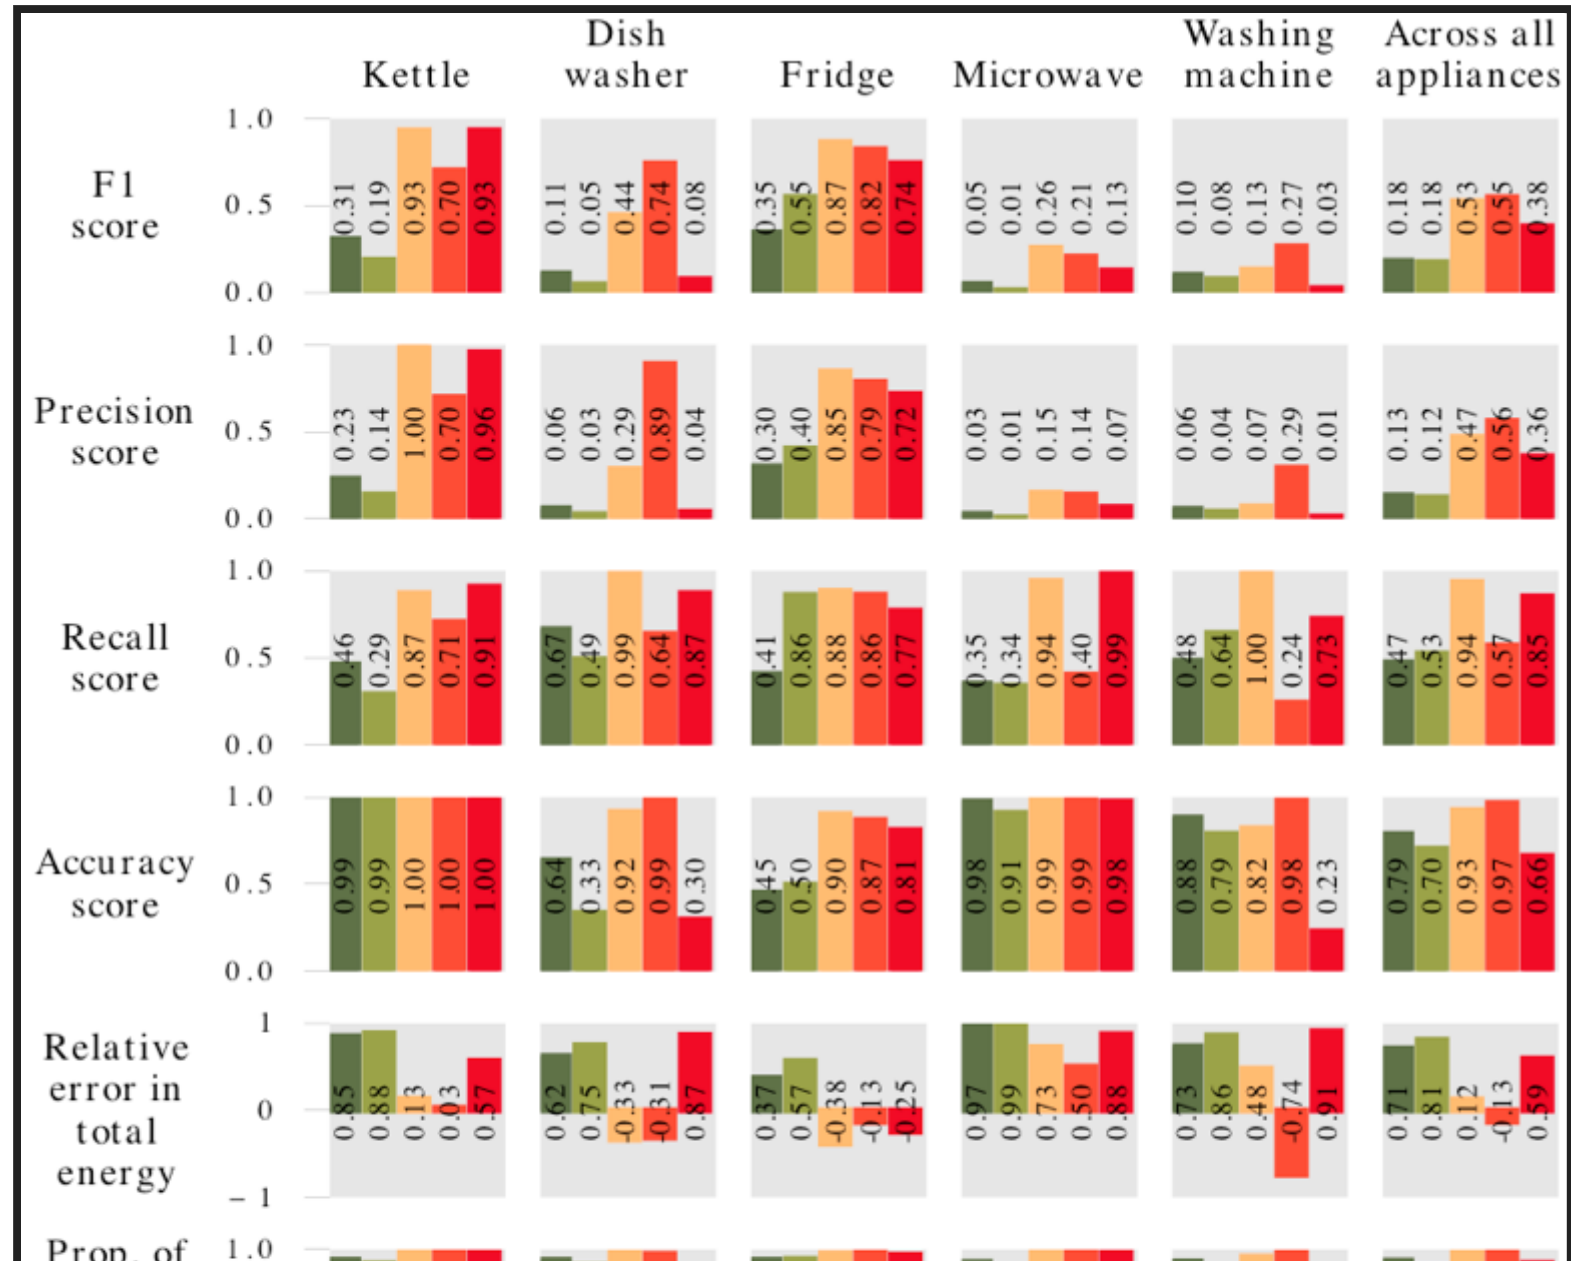 Dish
washer
Washing
machine
Across all
appliances
Kettle
Fridge
Microwave
F1
score
1.0
0.5
0.0
0.31 0.19 0.93 0.70 0.93
0.11 0.05 0.44 0.74 0.08
0.35 0.55 0.87 0.82 0.74
0.05 0.01 0.26 0.21 0.13
0.10 0.08 0.13 0.27 0.03
0.18 0.18 0.53 0.55 0.38
Precision
score
1.0
0.5
0.0
0.23 0.14 1.00 0.70 0.96
0.06 0.03 0.29 0.89 0.04
0.30 0.40 0.85 0.79 0.72
0.03 0.01 0.15 0.14 0.07
0.06 0.04 0.07 0.29 0.01
0.13 0.12 0.47 0.56 0.36
Recall
score
1.0
0.5
0.0
0.46 0.29 0.87 0.71 0.91
0.67 0.49 0.99 0.64 0.87
0.41 0.86 0.88 0.86 0.77
0.35 0.34 0.94 0.40 0.99
0.48 0.64 1.00 0.24 0.73
0.47 0.53 0.94 0.57 0.85
Accuracy
score
1.0
0.5
0.0
0.99 0.99 1.00 1.00 1.00
0.64 0.33 0.92 0.99 0.30
0.45 0.50 0.90 0.87 0.81
0.98 0.91 0.99 0.99 0.98
0.88 0.79 0.82 0.98 0.23
0.79 0.70 0.93 0.97 0.66
Relative
error in
total
energy
1
0
−1
0.85 0.88 0.13 0.03 0.57
0.62 0.75 -0.33 -0.31 0.87
0.37 0.57 -0.38 -0.13 -0.25
0.97 0.99 0.73 0.50 0.88
0.73 0.86 0.48 -0.74 0.91
0.71 0.81 0.12 -0.13 0.59
Prop. of
1.0